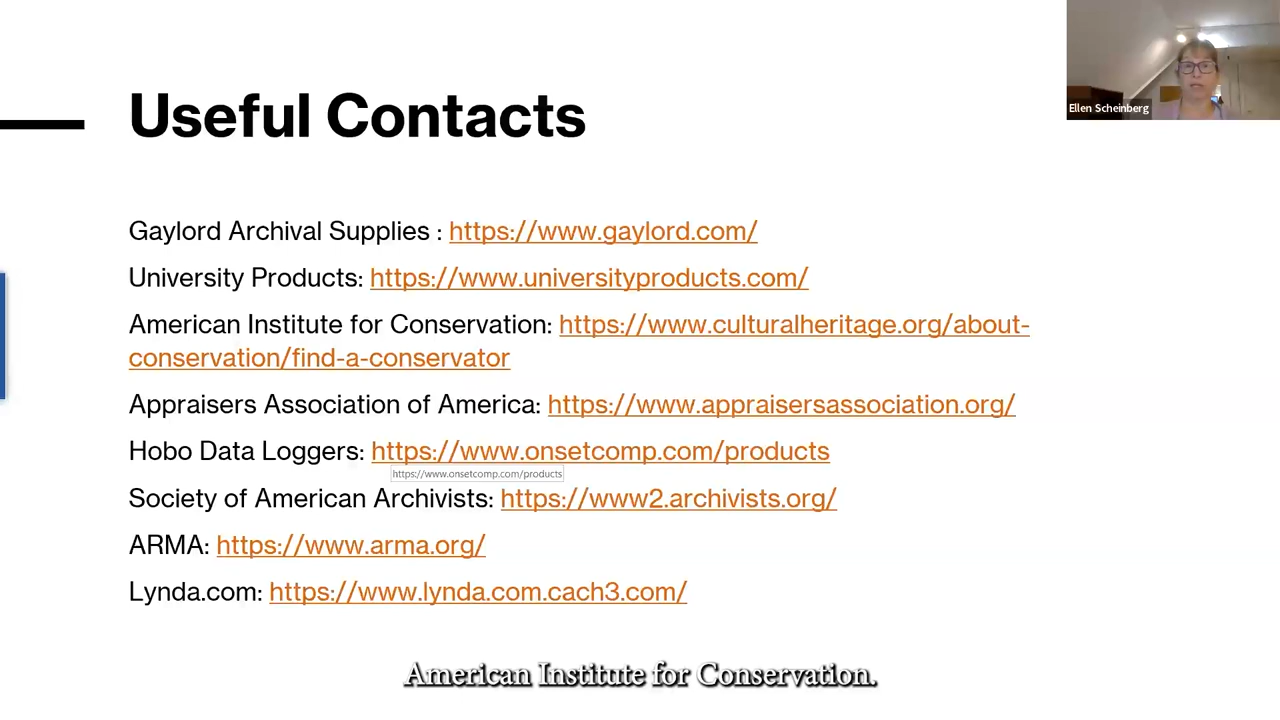 Ellen Scheinberg
Useful Contacts
Gaylord Archival Supplies : https://www.gaylord.com/
University Products: https://www.universityproducts.com/
American Institute for Conservation: https://www.culturalheritage.org/about-
conservation/find-a-conservator
Appraisers Association of America: https://www.appraisersassociation.org/
Hobo Data Loggers: https://www.onsetcomp.com/products
https://www.onsetcomp.com/products
Society of American Archivists: https://www2.archivists.org/
ARMA: https://www.arma.org/
Lynda.com: https://www.lynda.com.cach3.com/
American Institute for Conservation.